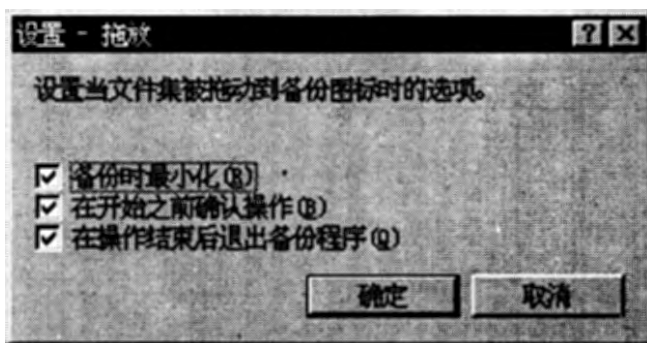 设置 - 拖放
设置当文件集被拖动到备份图标时的选项。
备份时最小化(R)
在开始之前确认操作(B)
在操作结束后退出备份程序(Q)
确定
取消